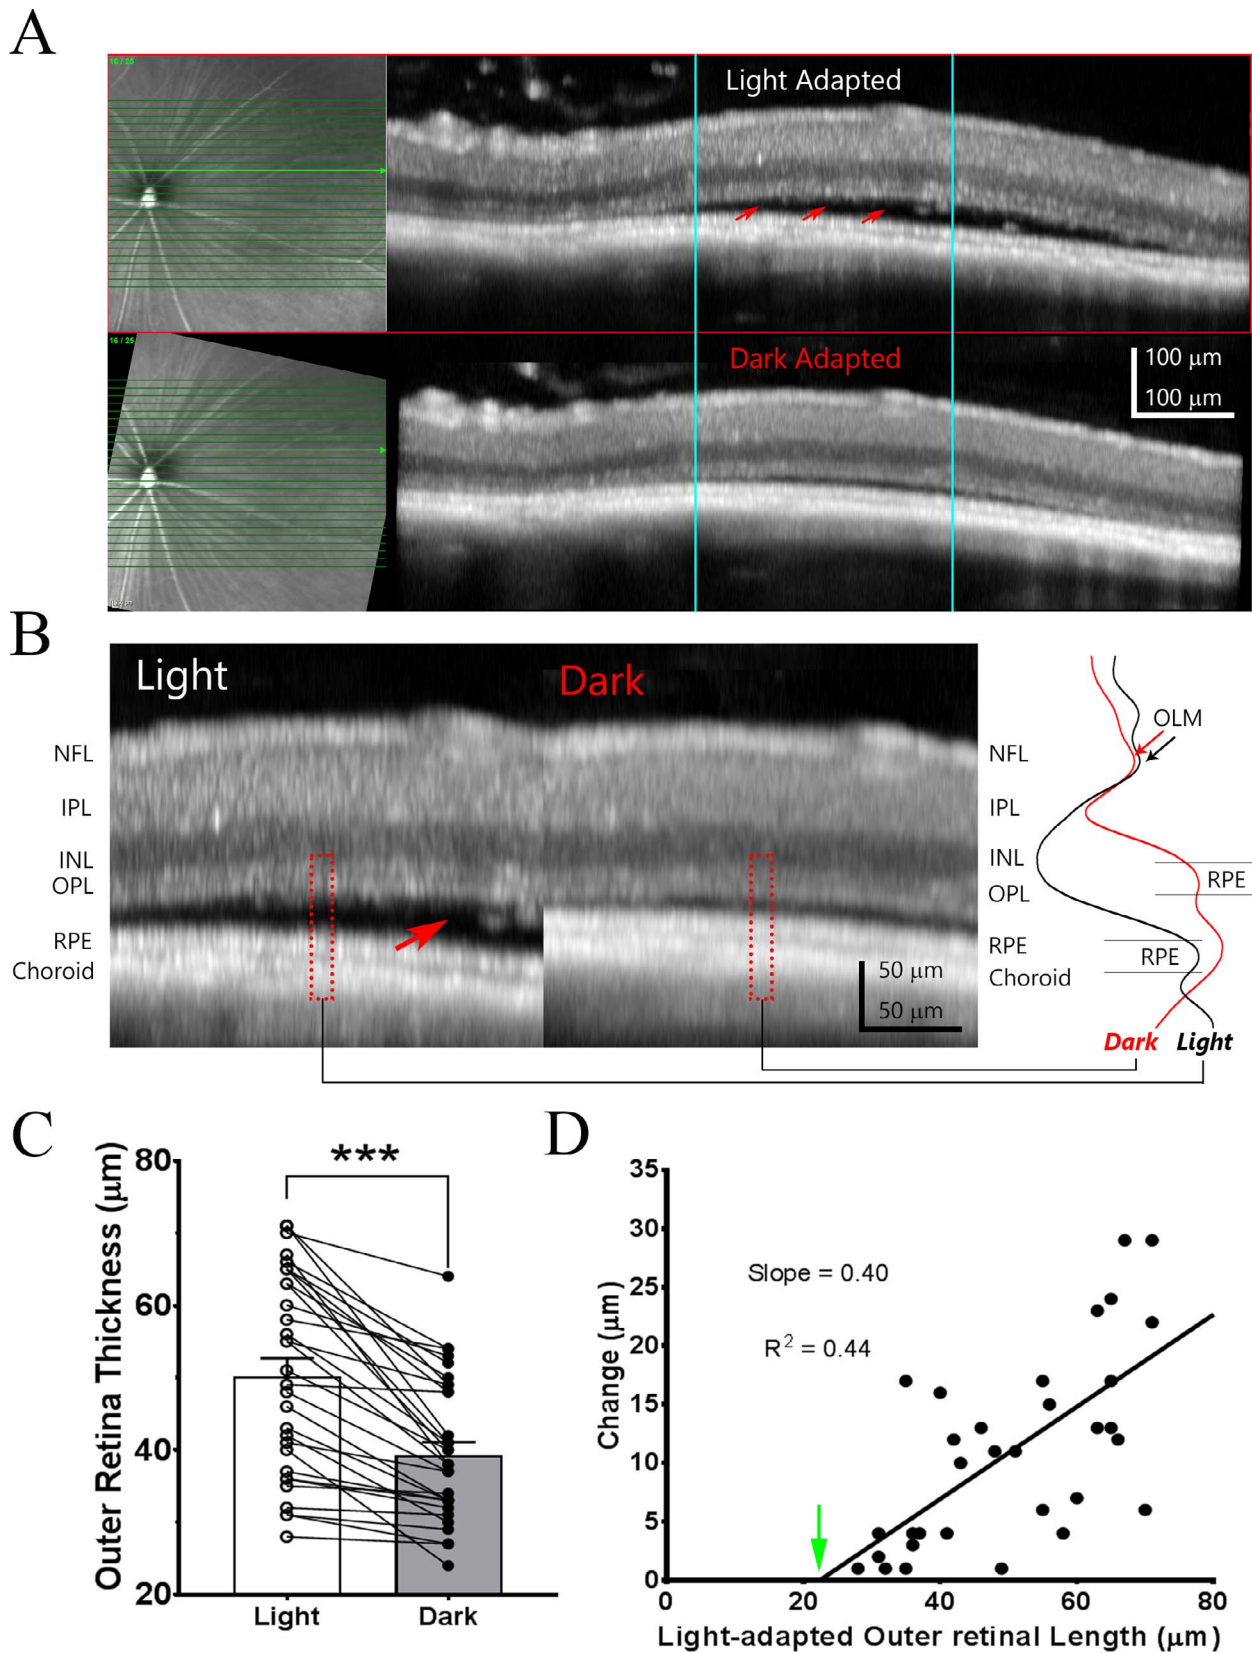 A
16 / 25
Light Adapted
16 / 25
Dark Adapted
100 µm
100 µm
B
Light
Dark
NFL
IPL
INL
OPL
RPE
Choroid
50 µm
50 µm
NFL
IPL
INL
OPL
RPE
Choroid
OLM
RPE
RPE
Dark Light
C
Outer Retina Thickness (µm)
80
60
40
20
***
Light
Dark
D
Change (µm)
35
30
25
20
15
10
5
0
Slope = 0.40
R² = 0.44
0 20 40 60 80
Light-adapted Outer retinal Length (µm)